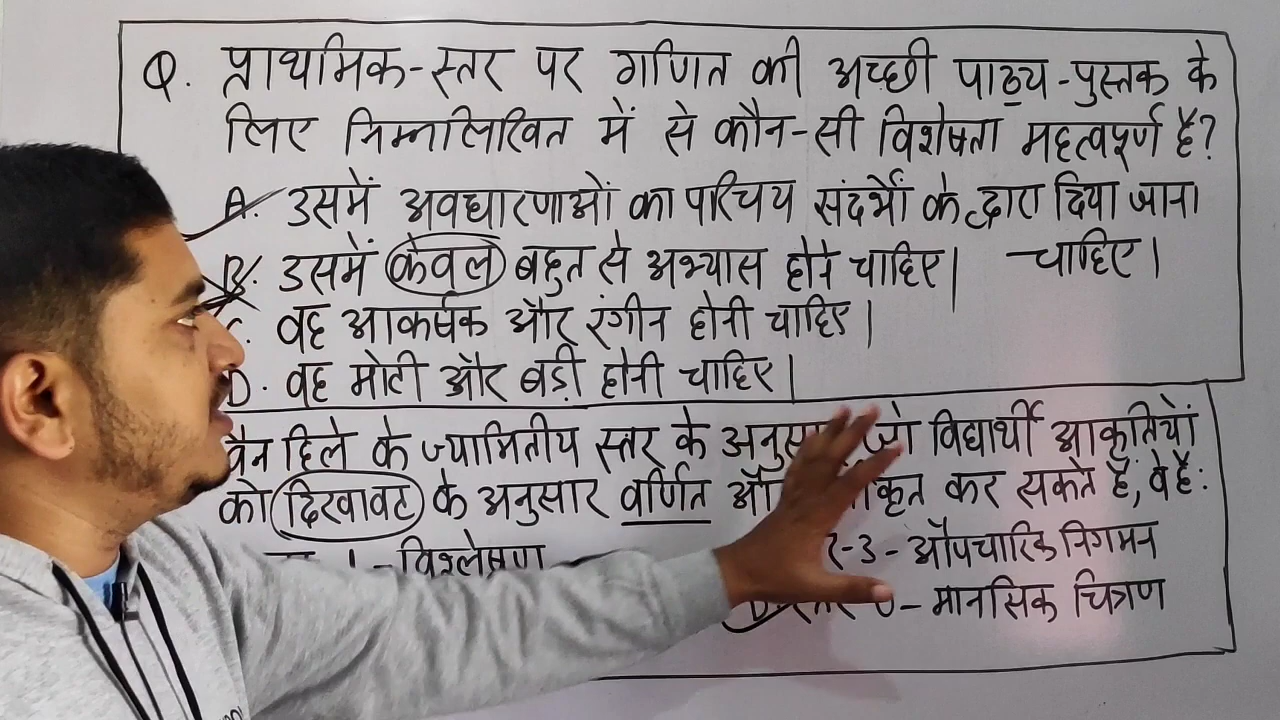 Q. प्राथमिक-स्तर पर गणित की अच्छी पाठ्य-पुस्तक के
लिए निम्नलिखित में से कौन-सी विशेषता महत्वपूर्ण है?
A. उसमें अवधारणाओं का परिचय संदर्भों के द्वारा दिया जाना
चाहिए।
B. उसमें केवल बहुत से अभ्यास होने चाहिए।
C. वह आकर्षक और रंगीन होनी चाहिए।
D. वह मोटी और बड़ी होनी चाहिए।
वैन हिले के ज्यामितीय स्तर के जो विद्यार्थी आकृतियों
को दिखावट के अनुसार वर्णित कर सकते हैं, वे हैं:
1-विश्लेषण 3-औपचारिक निगमन
0-मानसिक चित्रण